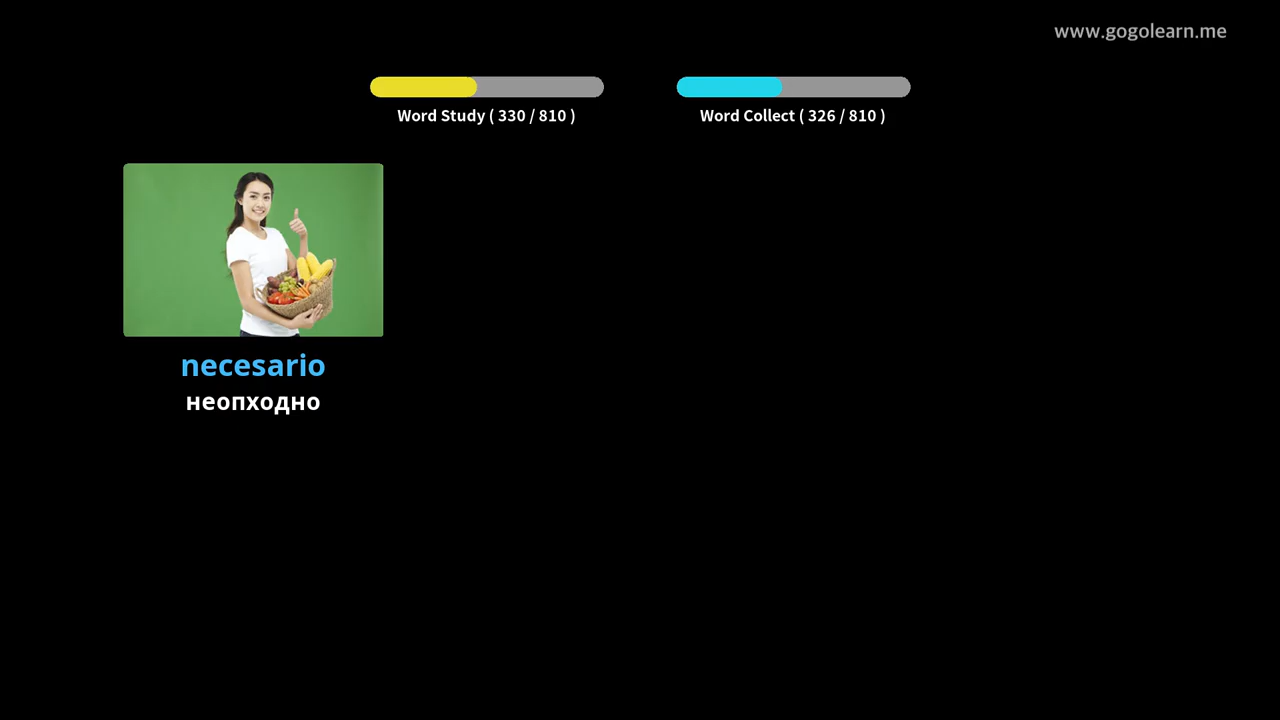 www.gogolearn.me
Word Study ( 330 / 810 )
Word Collect ( 326 / 810 )
necesario
неопходно